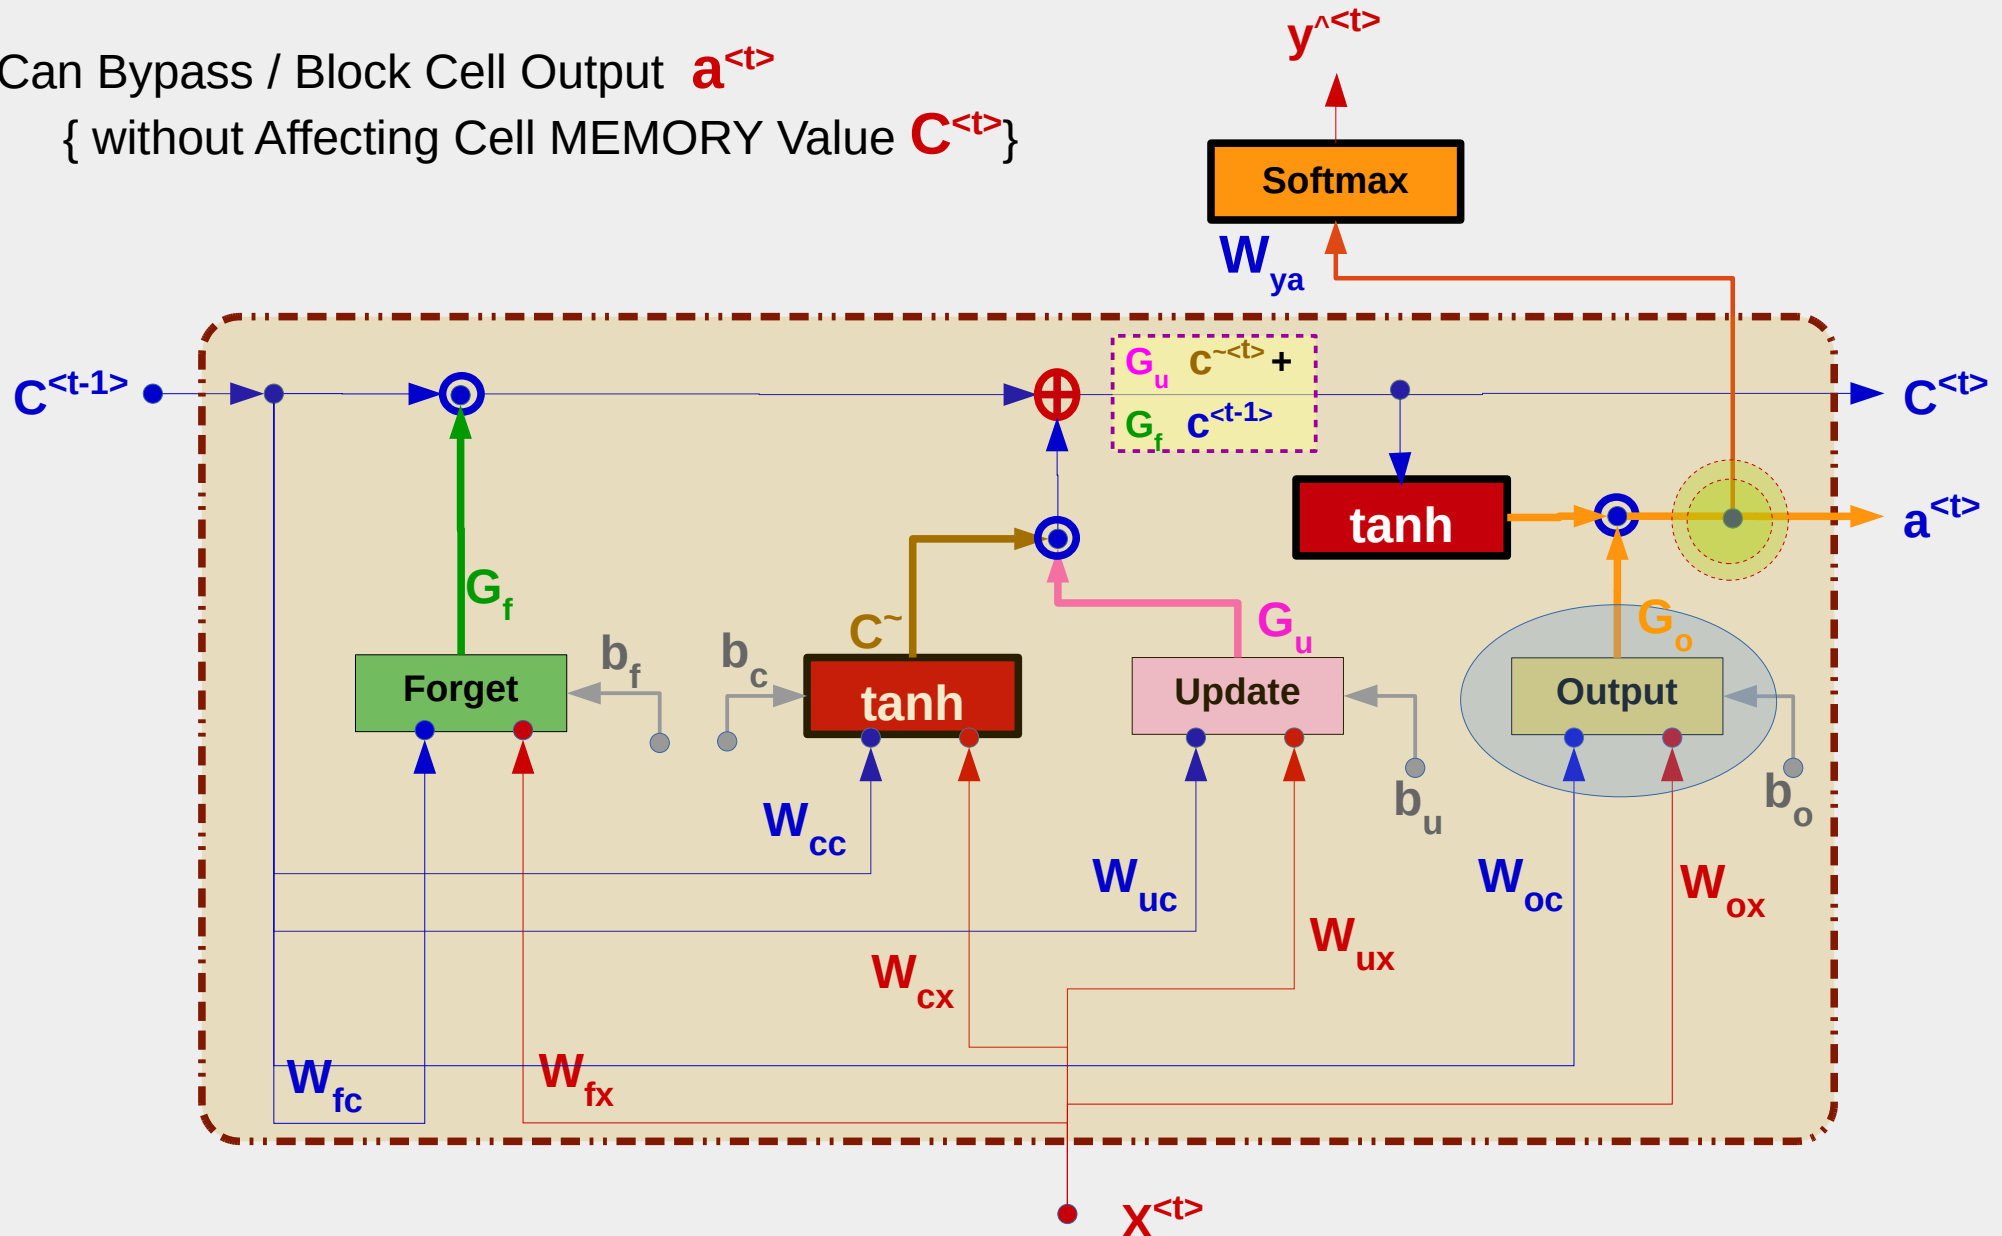 Can Bypass / Block Cell Output a<t>
{ without Affecting Cell MEMORY Value C<t>}
y^<t>
Softmax
Wya
C<t-1>
Gu c~<t> +
Gf c<t-1>
C<t>
tanh
a<t>
Gf
C~
Gu
Go
bf
bc
Forget
tanh
Update
Output
bu
bo
Wcc
Wuc
Woc
Wox
Wux
Wcx
Wfc
Wfx
X<t>